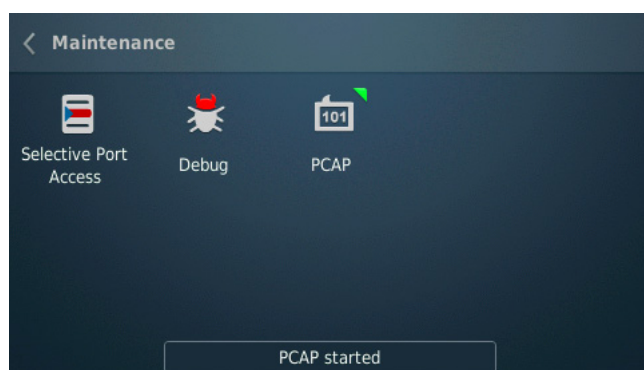 Maintenance
Selective Port
Access
Debug
101
PCAP
PCAP started